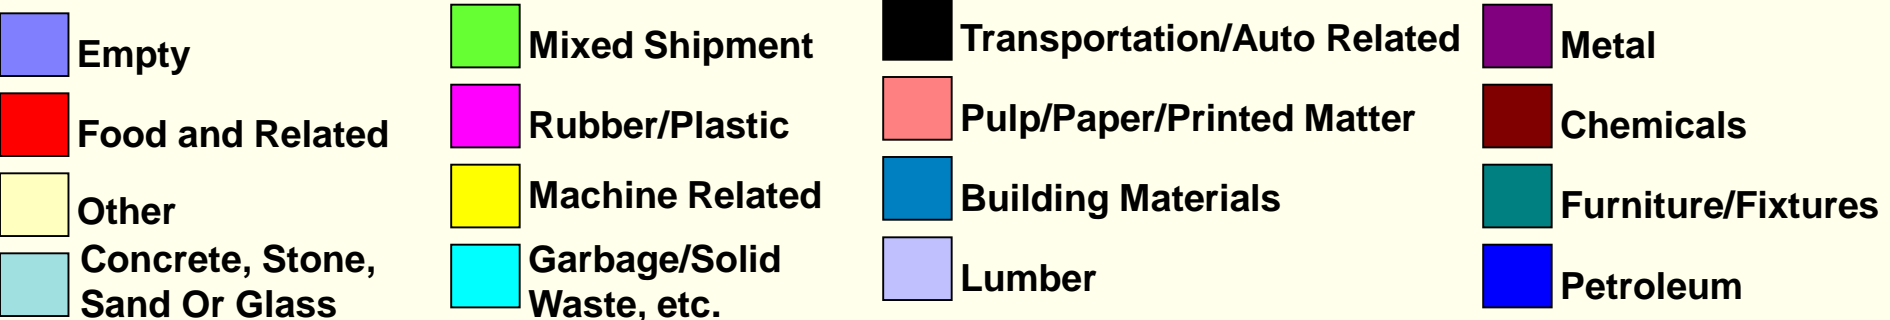 Empty
Food and Related
Other
Concrete, Stone,
Sand Or Glass
Mixed Shipment
Rubber/Plastic
Machine Related
Garbage/Solid
Waste, etc.
Transportation/Auto Related
Pulp/Paper/Printed Matter
Building Materials
Lumber
Metal
Chemicals
Furniture/Fixtures
Petroleum